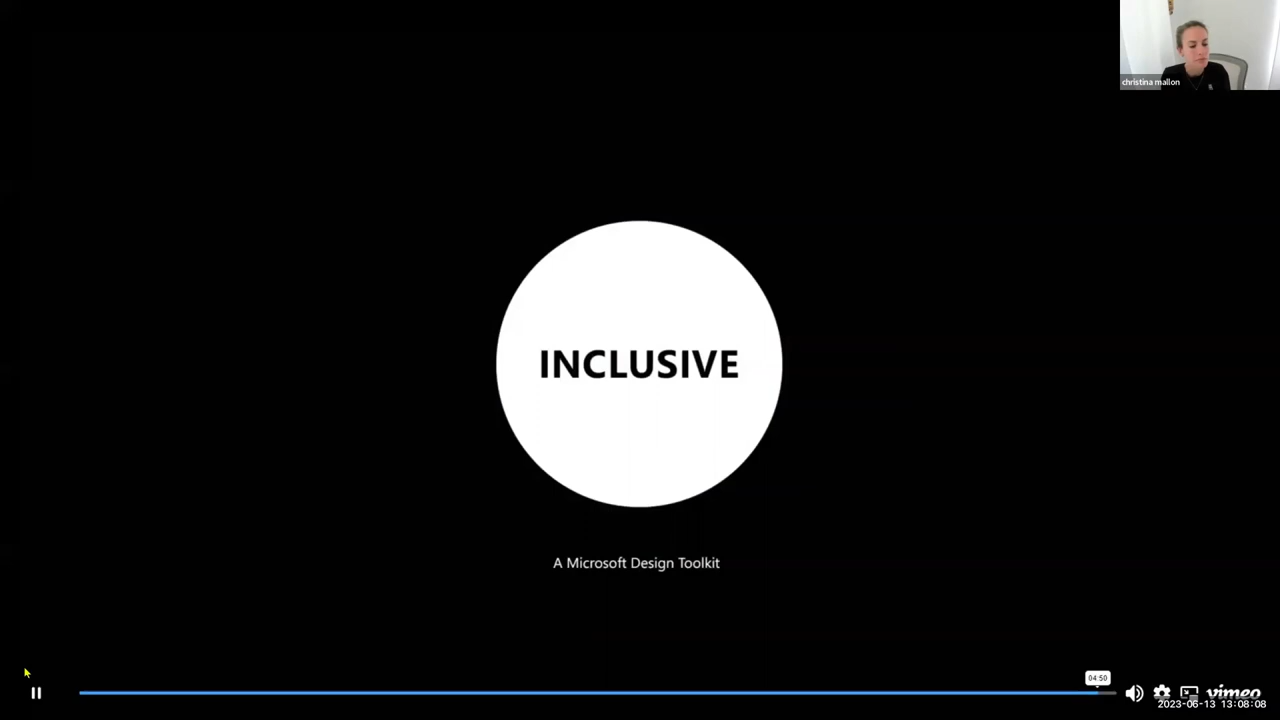 christina mallon
INCLUSIVE
A Microsoft Design Toolkit
04:50
vimeo
2023-06-13 13:08:08